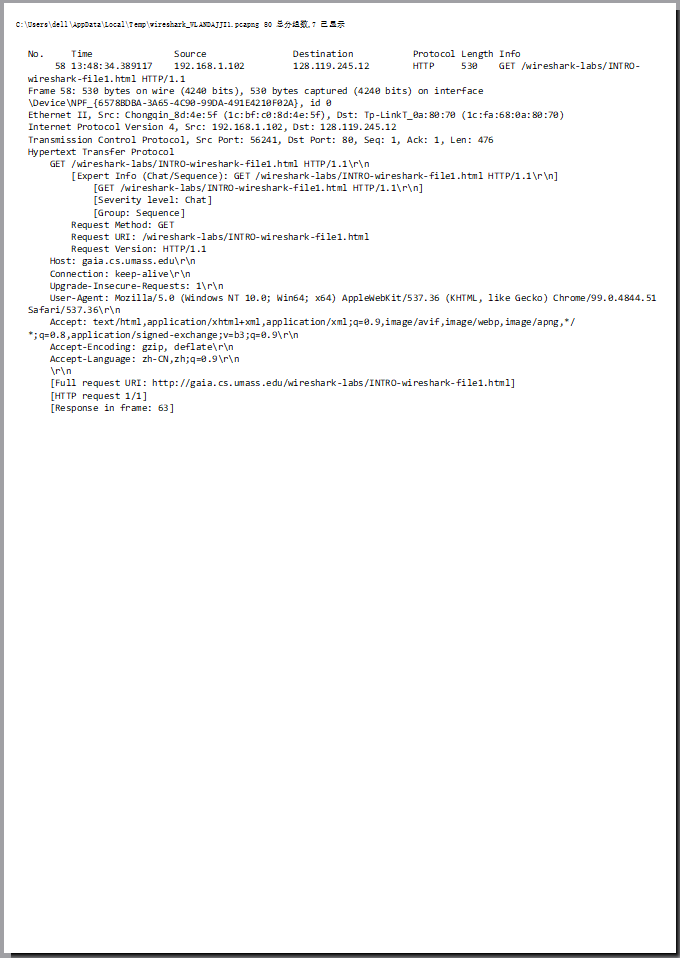 C:\Users\dell\AppData\Local\Temp\wireshark_WLANDAJJI1.pcapng 80 总分组数,7 已显示
No. Time Source Destination Protocol Length Info
58 13:48:34.389117 192.168.1.102 128.119.245.12 HTTP 530 GET /wireshark-labs/INTRO-
wireshark-file1.html HTTP/1.1
Frame 58: 530 bytes on wire (4240 bits), 530 bytes captured (4240 bits) on interface
\Device\NPF_{6578BDBA-3A65-4C90-99DA-491E4210F02A}, id 0
Ethernet II, Src: Chongqin_8d:4e:5f (1c:bf:c0:8d:4e:5f), Dst: Tp-LinkT_0a:80:70 (1c:fa:68:0a:80:70)
Internet Protocol Version 4, Src: 192.168.1.102, Dst: 128.119.245.12
Transmission Control Protocol, Src Port: 56241, Dst Port: 80, Seq: 1, Ack: 1, Len: 476
Hypertext Transfer Protocol
GET /wireshark-labs/INTRO-wireshark-file1.html HTTP/1.1\r\n
[Expert Info (Chat/Sequence): GET /wireshark-labs/INTRO-wireshark-file1.html HTTP/1.1\r\n]
[GET /wireshark-labs/INTRO-wireshark-file1.html HTTP/1.1\r\n]
[Severity level: Chat]
[Group: Sequence]
Request Method: GET
Request URI: /wireshark-labs/INTRO-wireshark-file1.html
Request Version: HTTP/1.1
Host: gaia.cs.umass.edu\r\n
Connection: keep-alive\r\n
Upgrade-Insecure-Requests: 1\r\n
User-Agent: Mozilla/5.0 (Windows NT 10.0; Win64; x64) AppleWebKit/537.36 (KHTML, like Gecko) Chrome/99.0.4844.51
Safari/537.36\r\n
Accept: text/html,application/xhtml+xml,application/xml;q=0.9,image/avif,image/webp,image/apng,*/
*;q=0.8,application/signed-exchange;v=b3;q=0.9\r\n
Accept-Encoding: gzip, deflate\r\n
Accept-Language: zh-CN,zh;q=0.9\r\n
\r\n
[Full request URI: http://gaia.cs.umass.edu/wireshark-labs/INTRO-wireshark-file1.html]
[HTTP request 1/1]
[Response in frame: 63]